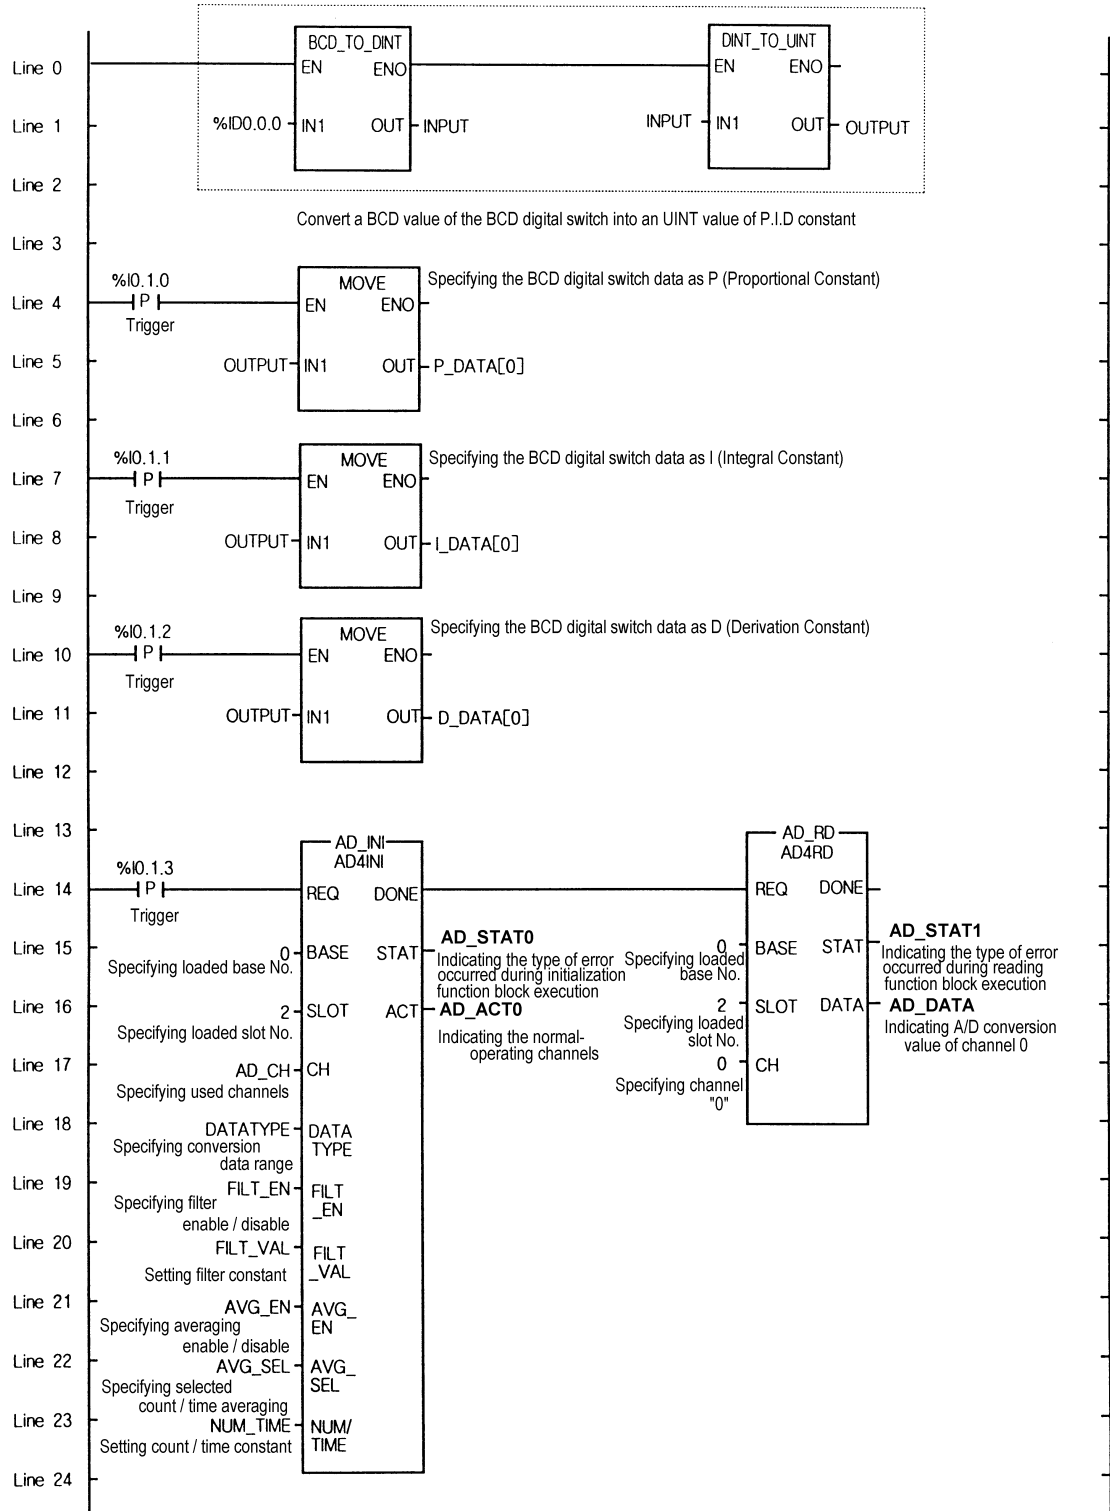 BCD_TO_DINT
DINT_TO_UINT
Line 0
EN ENO
EN ENO
Line 1
%ID0.0.0
IN1 OUT
INPUT
INPUT
IN1 OUT
OUTPUT
Line 2
Convert a BCD value of the BCD digital switch into an UINT value of P.I.D constant
Line 3
%I0.1.0
MOVE
Specifying the BCD digital switch data as P (Proportional Constant)
Line 4
P
EN ENO
Trigger
Line 5
OUTPUT
IN1 OUT
P_DATA[0]
Line 6
%I0.1.1
MOVE
Specifying the BCD digital switch data as I (Integral Constant)
Line 7
P
EN ENO
Trigger
Line 8
OUTPUT
IN1 OUT
I_DATA[0]
Line 9
%I0.1.2
MOVE
Specifying the BCD digital switch data as D (Derivation Constant)
Line 10
P
EN ENO
Trigger
Line 11
OUTPUT
IN1 OUT
D_DATA[0]
Line 12
Line 13
AD_INI
AD4INI
AD_RD
AD4RD
%I0.1.3
Line 14
P
REQ DONE
REQ DONE
Trigger
Line 15
0
Specifying loaded base No.
BASE STAT
AD_STAT0
Indicating the type of error
occurred during initialization
function block execution
0
Specifying loaded
base No.
BASE STAT
AD_STAT1
Indicating the type of error
occurred during reading
function block execution
Line 16
2
Specifying loaded slot No.
SLOT ACT
AD_ACT0
Indicating the normal-
operating channels
2
Specifying loaded
slot No.
SLOT DATA
AD_DATA
Indicating A/D conversion
value of channel 0
Line 17
AD_CH
CH
Specifying used channels
0
CH
Specifying channel
"0"
Line 18
DATATYPE
DATA
TYPE
Specifying conversion
data range
Line 19
FILT_EN
FILT
_EN
Specifying filter
enable / disable
Line 20
FILT_VAL
FILT
_VAL
Setting filter constant
Line 21
AVG_EN
AVG_
EN
Specifying averaging
enable / disable
Line 22
AVG_SEL
AVG_
SEL
Specifying selected
count / time averaging
Line 23
NUM_TIME
NUM/
TIME
Setting count / time constant
Line 24